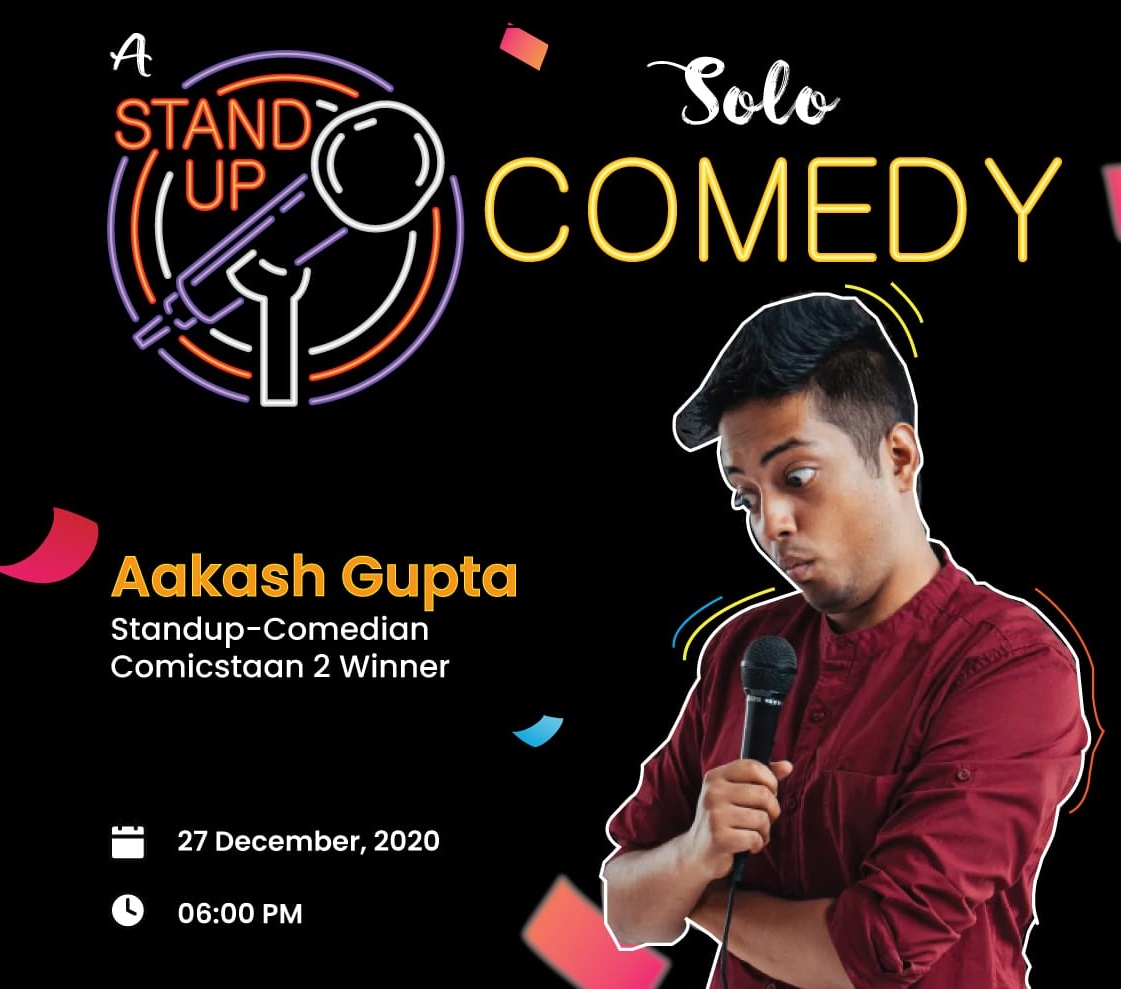 A
STAND
UP
Solo
COMEDY
Aakash Gupta
Standup-Comedian
Comicstaan 2 Winner
27 December, 2020
06:00 PM